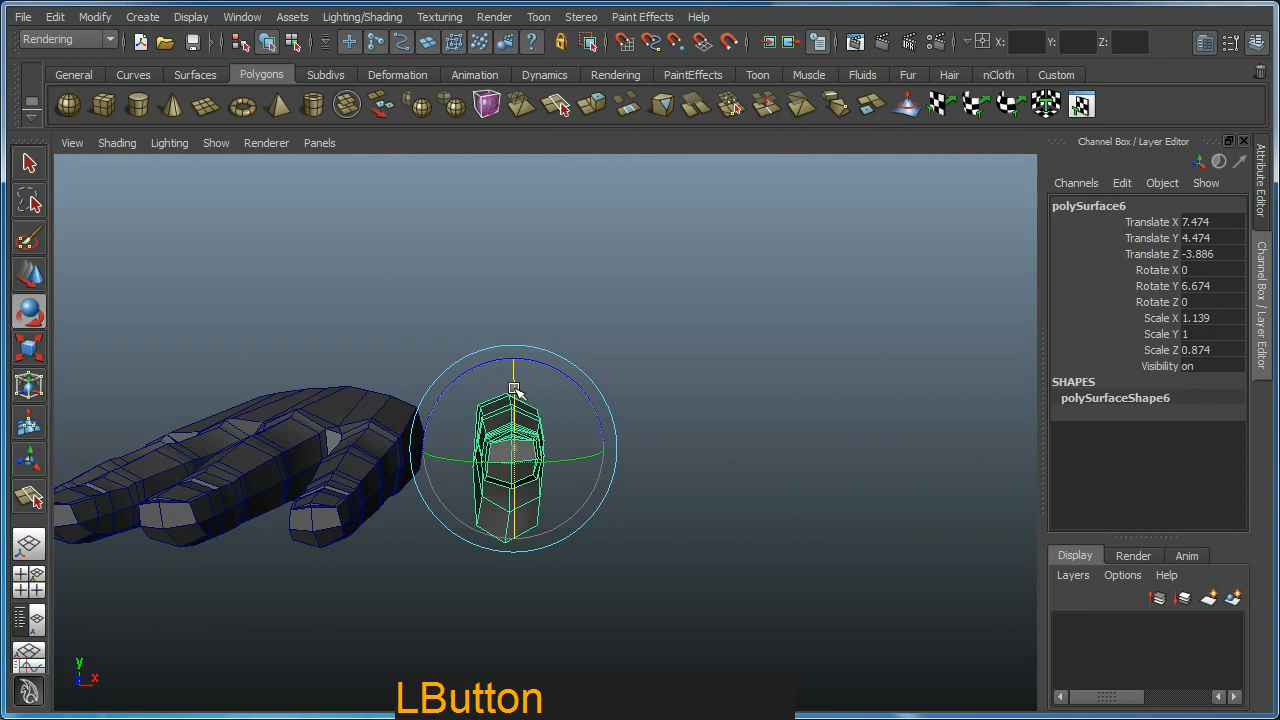 File Edit Modify Create Display Window Assets Lighting/Shading Texturing Render Toon Stereo Paint Effects Help
Rendering X: Y: Z:
General Curves Surfaces Polygons Subdivs Deformation Animation Dynamics Rendering PaintEffects Toon Muscle Fluids Fur Hair nCloth Custom
View Shading Lighting Show Renderer Panels
Channel Box / Layer Editor
Channels Edit Object Show
polySurface6
Translate X 7.474
Translate Y 4.474
Translate Z -3.886
Rotate X 0
Rotate Y 6.674
Rotate Z 0
Scale X 1.139
Scale Y 1
Scale Z 0.874
Visibility on
SHAPES
polySurfaceShape6
Attribute Editor
Channel Box / Layer Editor
Display Render Anim
Layers Options Help
y
z x
LButton